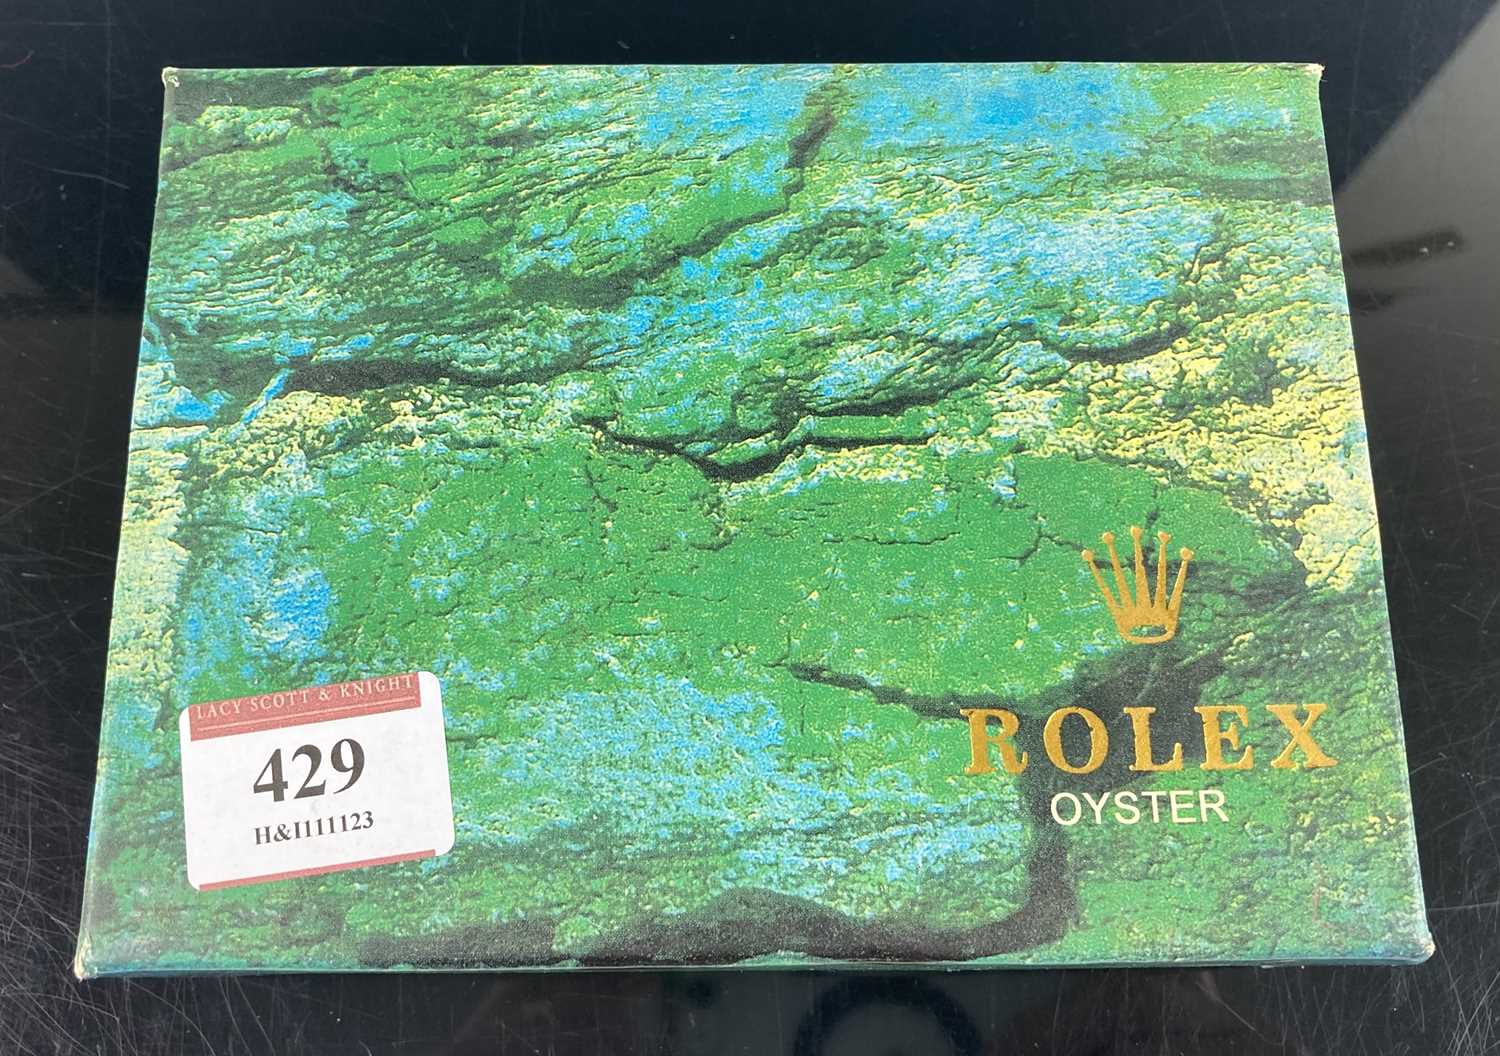 LACY SCOTT & KNIGHT
429
H&I111123
ROLEX
OYSTER